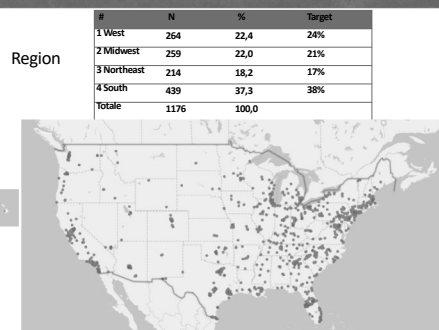 Region
# N % Target
1 West 264 22,4 24%
2 Midwest 259 22,0 21%
3 Northeast 214 18,2 17%
4 South 439 37,3 38%
Totale 1176 100,0